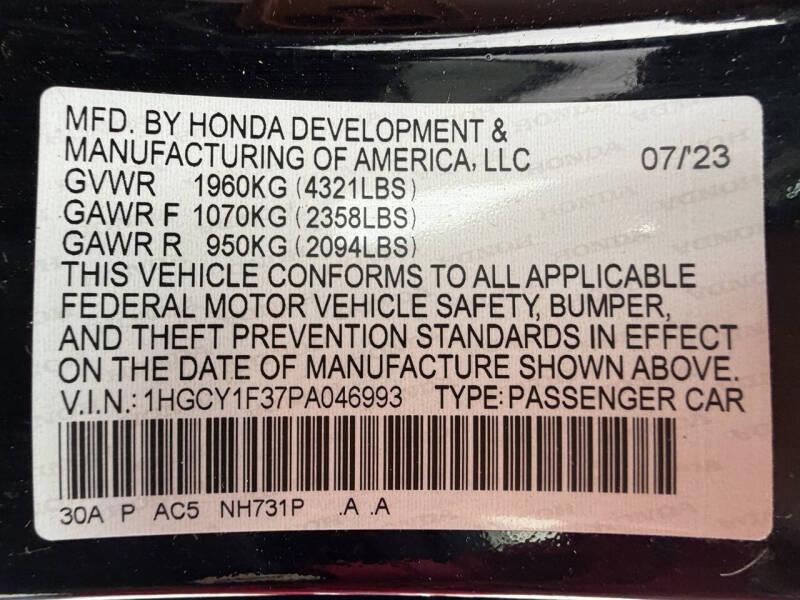 MFD. BY HONDA DEVELOPMENT &
MANUFACTURING OF AMERICA, LLC 07/'23
GVWR 1960KG (4321LBS)
GAWR F 1070KG (2358LBS)
GAWR R 950KG (2094LBS)
THIS VEHICLE CONFORMS TO ALL APPLICABLE
FEDERAL MOTOR VEHICLE SAFETY, BUMPER,
AND THEFT PREVENTION STANDARDS IN EFFECT
ON THE DATE OF MANUFACTURE SHOWN ABOVE.
V.I.N.: 1HGCY1F37PA046993 TYPE: PASSENGER CAR
30A P AC5 NH731P .A .A